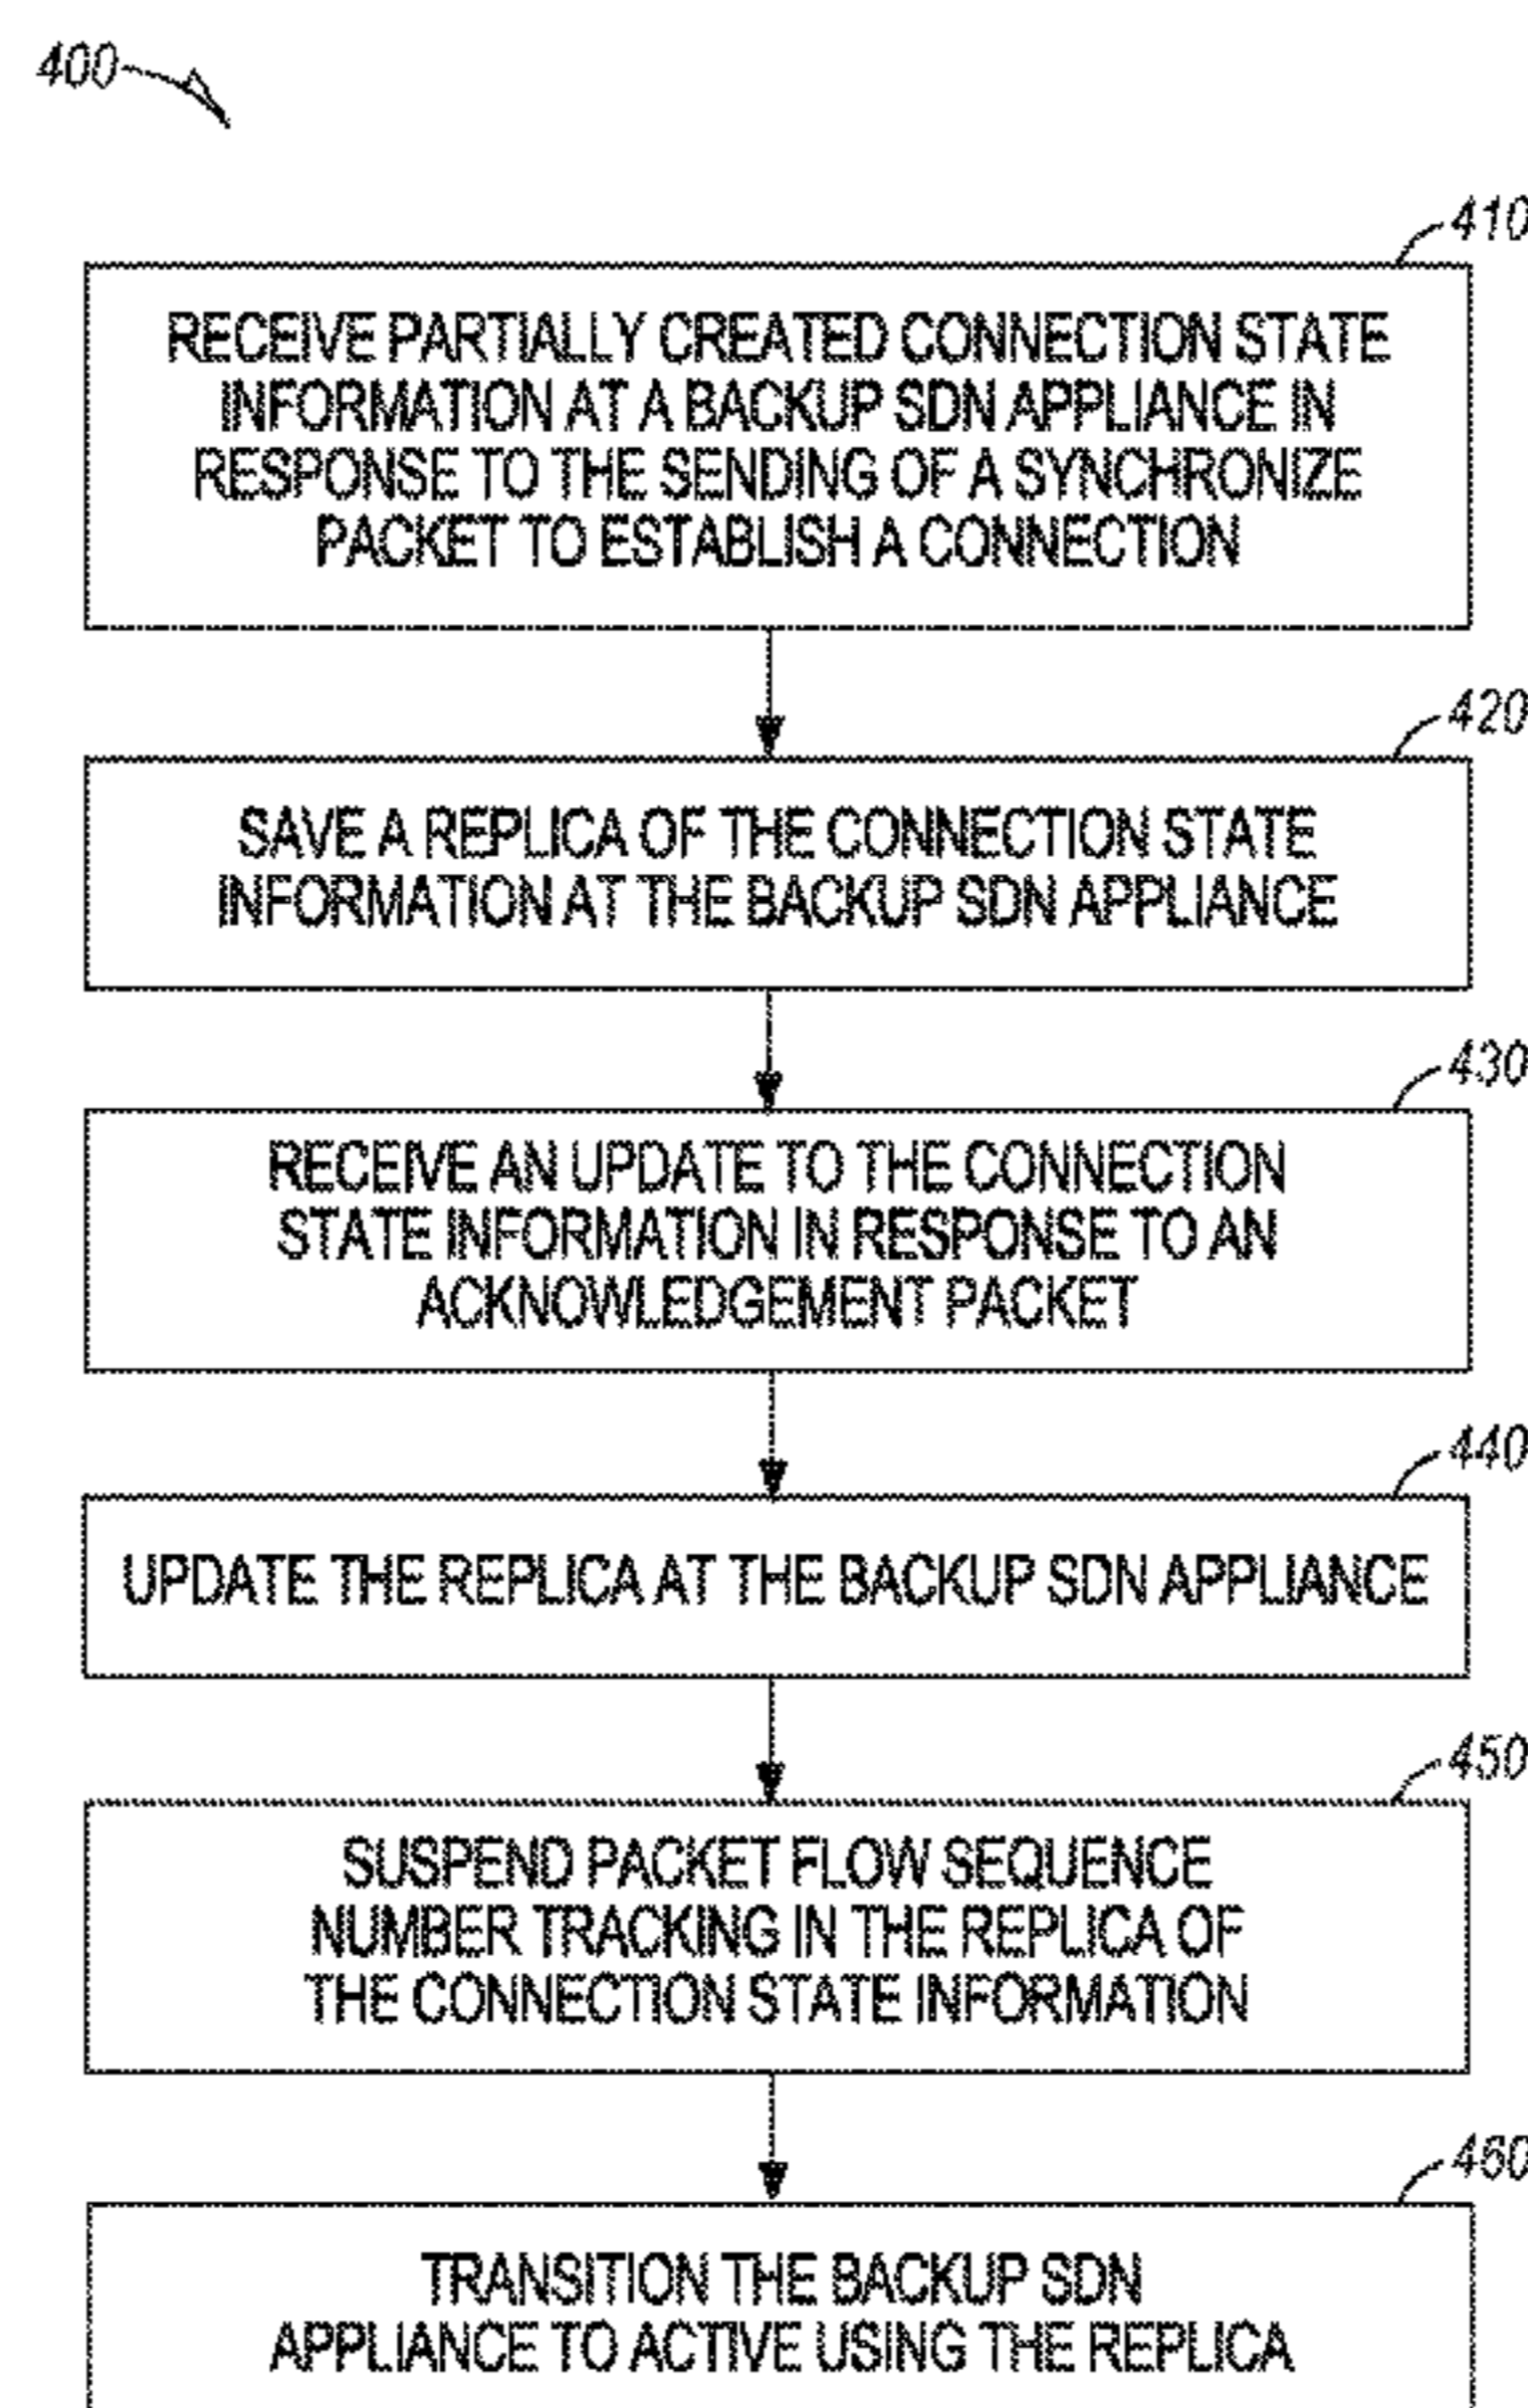 400
410
RECEIVE PARTIALLY CREATED CONNECTION STATE
INFORMATION AT A BACKUP SDN APPLIANCE IN
RESPONSE TO THE SENDING OF A SYNCHRONIZE
PACKET TO ESTABLISH A CONNECTION
420
SAVE A REPLICA OF THE CONNECTION STATE
INFORMATION AT THE BACKUP SDN APPLIANCE
430
RECEIVE AN UPDATE TO THE CONNECTION
STATE INFORMATION IN RESPONSE TO AN
ACKNOWLEDGEMENT PACKET
440
UPDATE THE REPLICA AT THE BACKUP SDN APPLIANCE
450
SUSPEND PACKET FLOW SEQUENCE
NUMBER TRACKING IN THE REPLICA OF
THE CONNECTION STATE INFORMATION
460
TRANSITION THE BACKUP SDN
APPLIANCE TO ACTIVE USING THE REPLICA